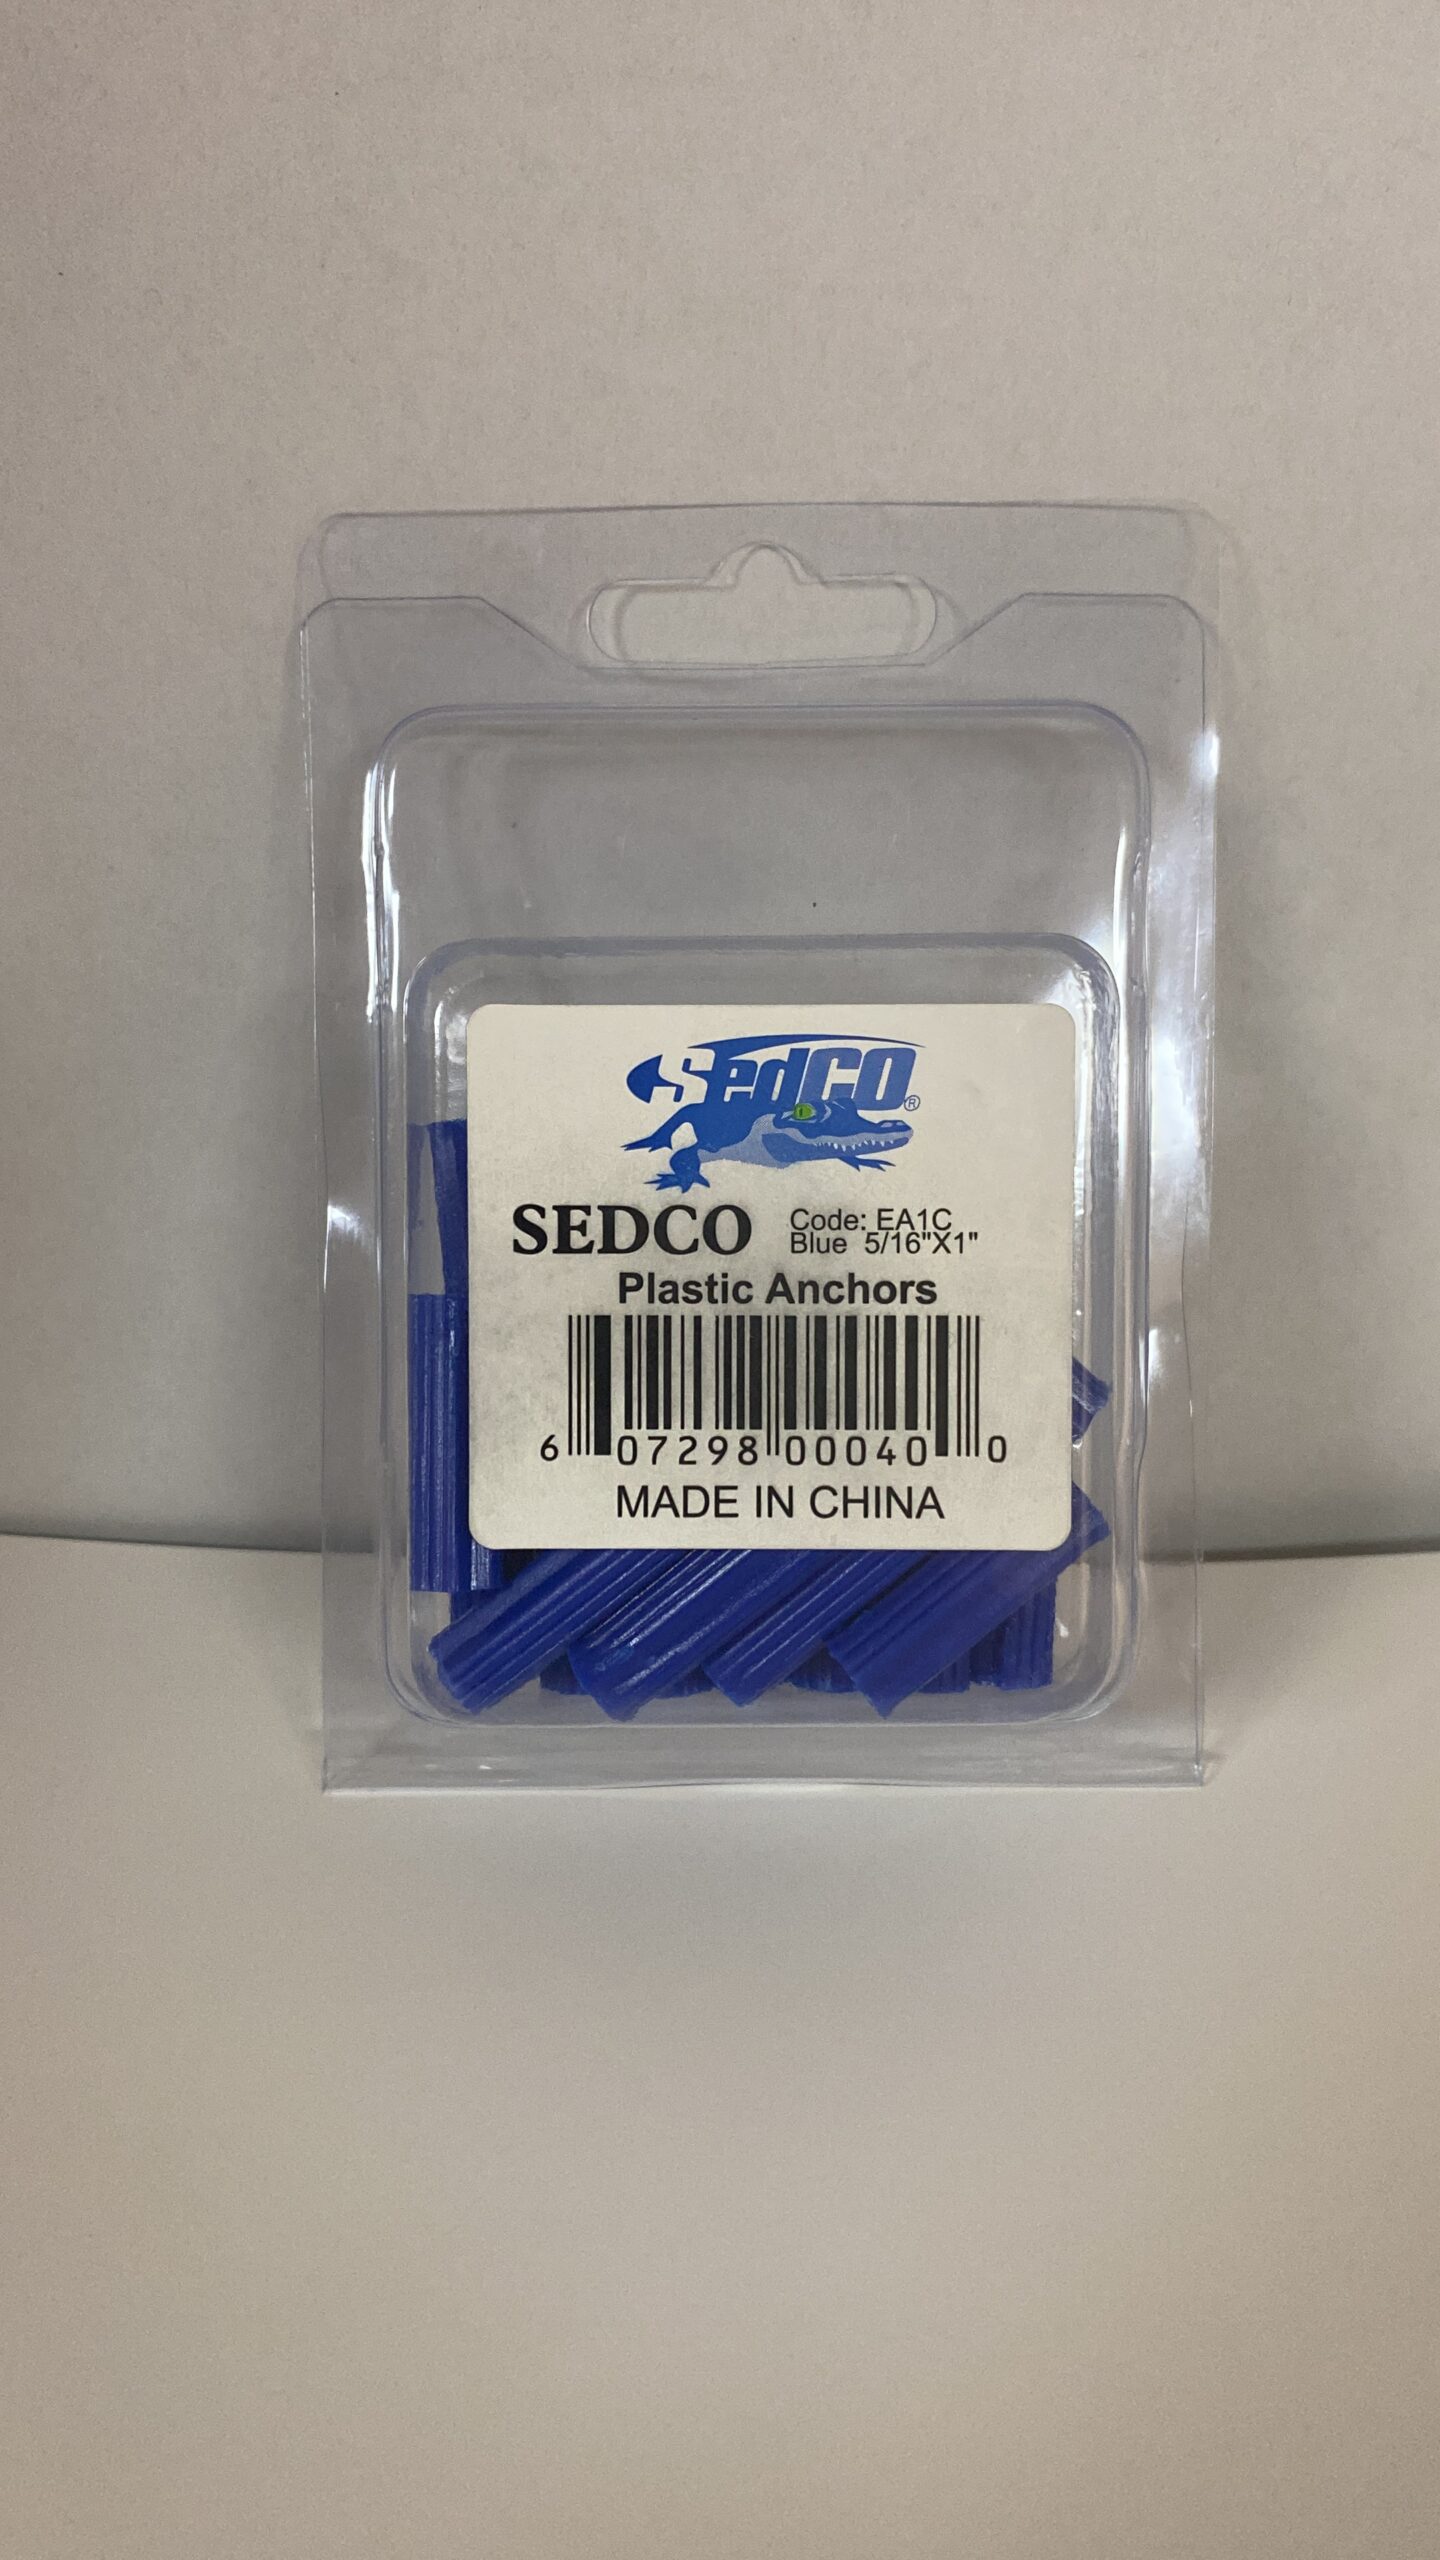 SedCO®
SEDCO
Code: EA1C
Blue 5/16"X1"
Plastic Anchors
6 07298 00040 0
MADE IN CHINA